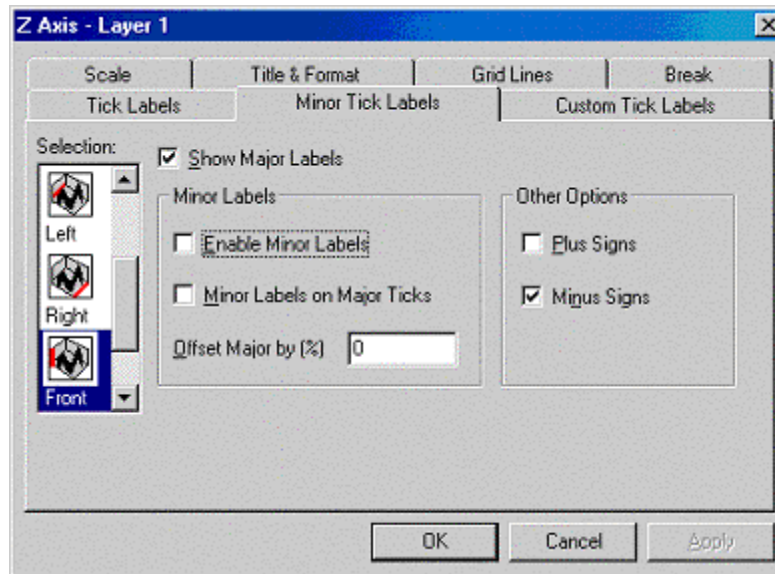 Z Axis - Layer 1
Scale
Title & Format
Grid Lines
Break
Tick Labels
Minor Tick Labels
Custom Tick Labels
Selection:
Left
Right
Front
Show Major Labels
Minor Labels
Enable Minor Labels
Minor Labels on Major Ticks
Offset Major by (%) 0
Other Options
Plus Signs
Minus Signs
OK
Cancel
Apply